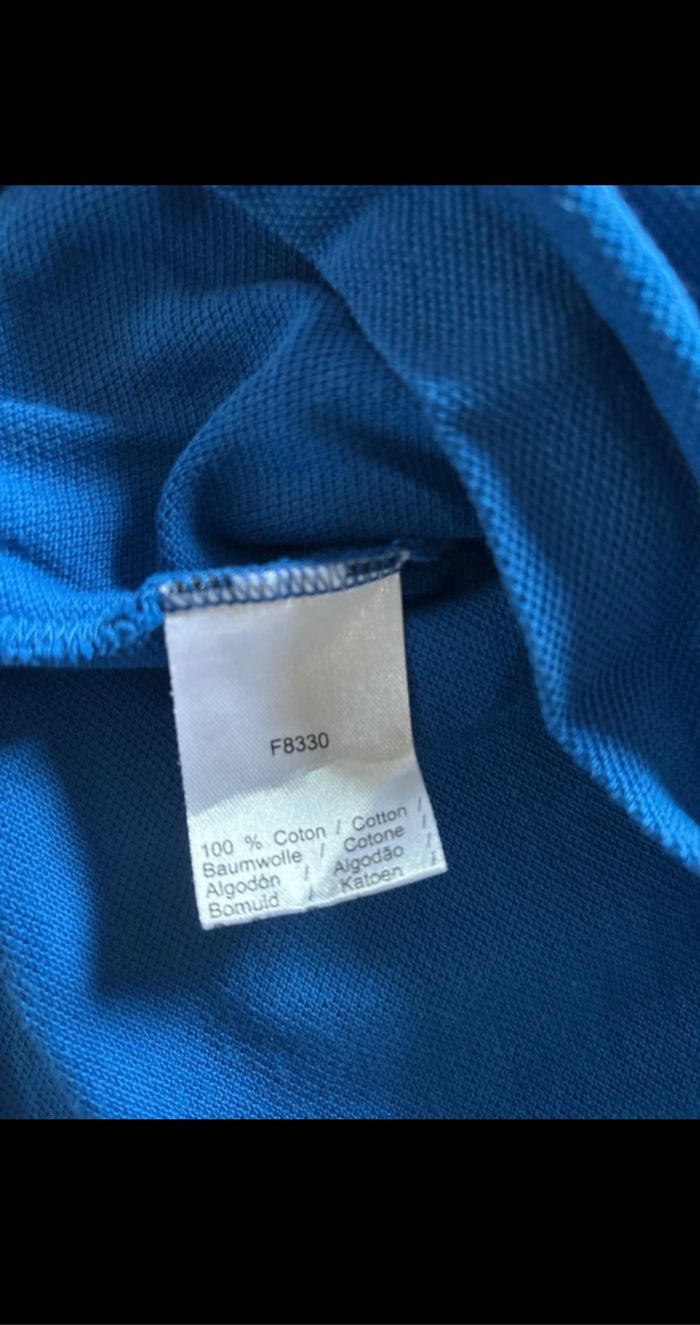 F8330
100 % Coton / Cotton /
Baumwolle / Cotone /
Algodón / Algodão /
Bomuld / Katoen /